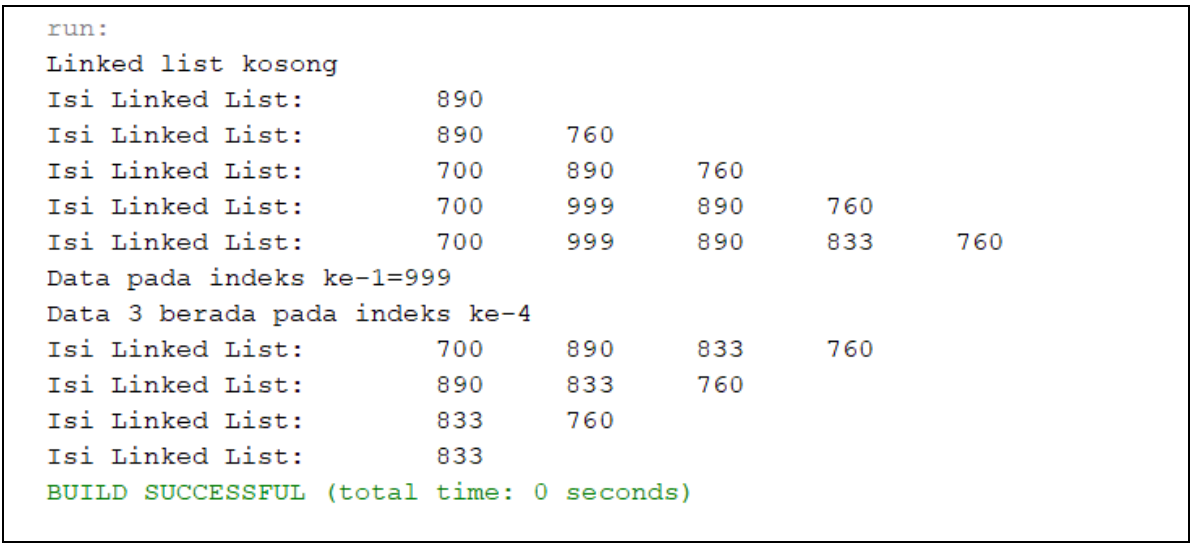 run:
Linked list kosong
Isi Linked List: 890
Isi Linked List: 890 760
Isi Linked List: 700 890 760
Isi Linked List: 700 999 890 760
Isi Linked List: 700 999 890 833 760
Data pada indeks ke-1=999
Data 3 berada pada indeks ke-4
Isi Linked List: 700 890 833 760
Isi Linked List: 890 833 760
Isi Linked List: 833 760
Isi Linked List: 833
BUILD SUCCESSFUL (total time: 0 seconds)